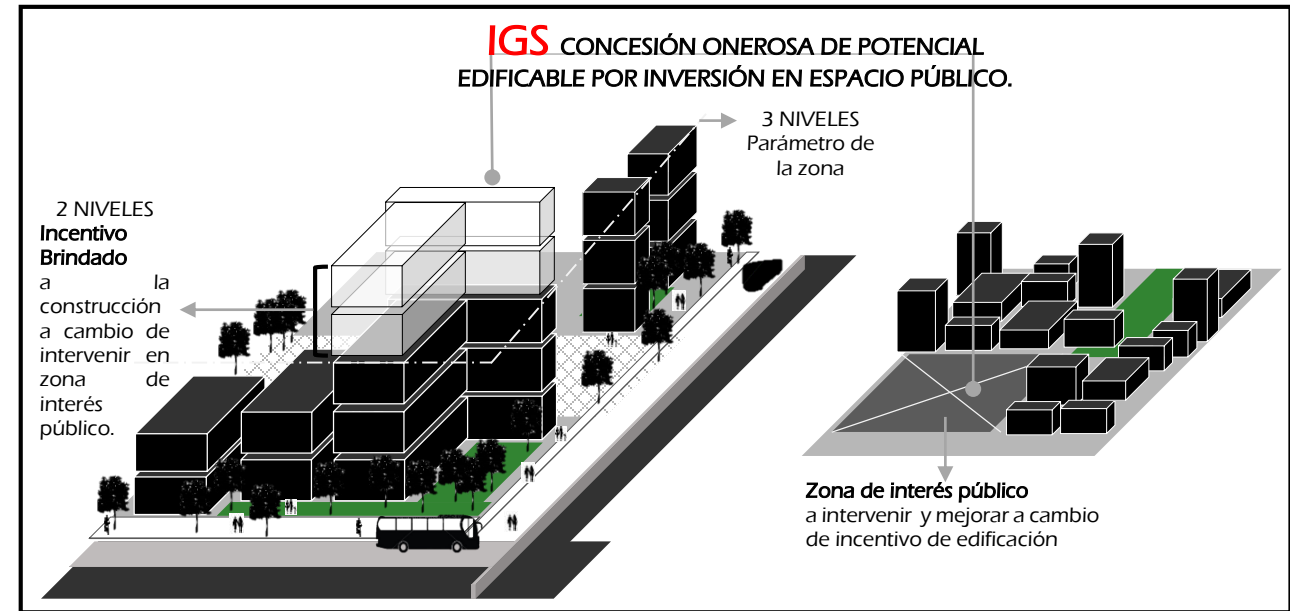 IGS CONCESIÓN ONEROSA DE POTENCIAL
EDIFICABLE POR INVERSIÓN EN ESPACIO PÚBLICO.
3 NIVELES
Parámetro de
la zona
2 NIVELES
Incentivo
Brindado
a la
construcción
a cambio de
intervenir en
zona de
interés
público.
Zona de interés público
a intervenir y mejorar a cambio
de incentivo de edificación